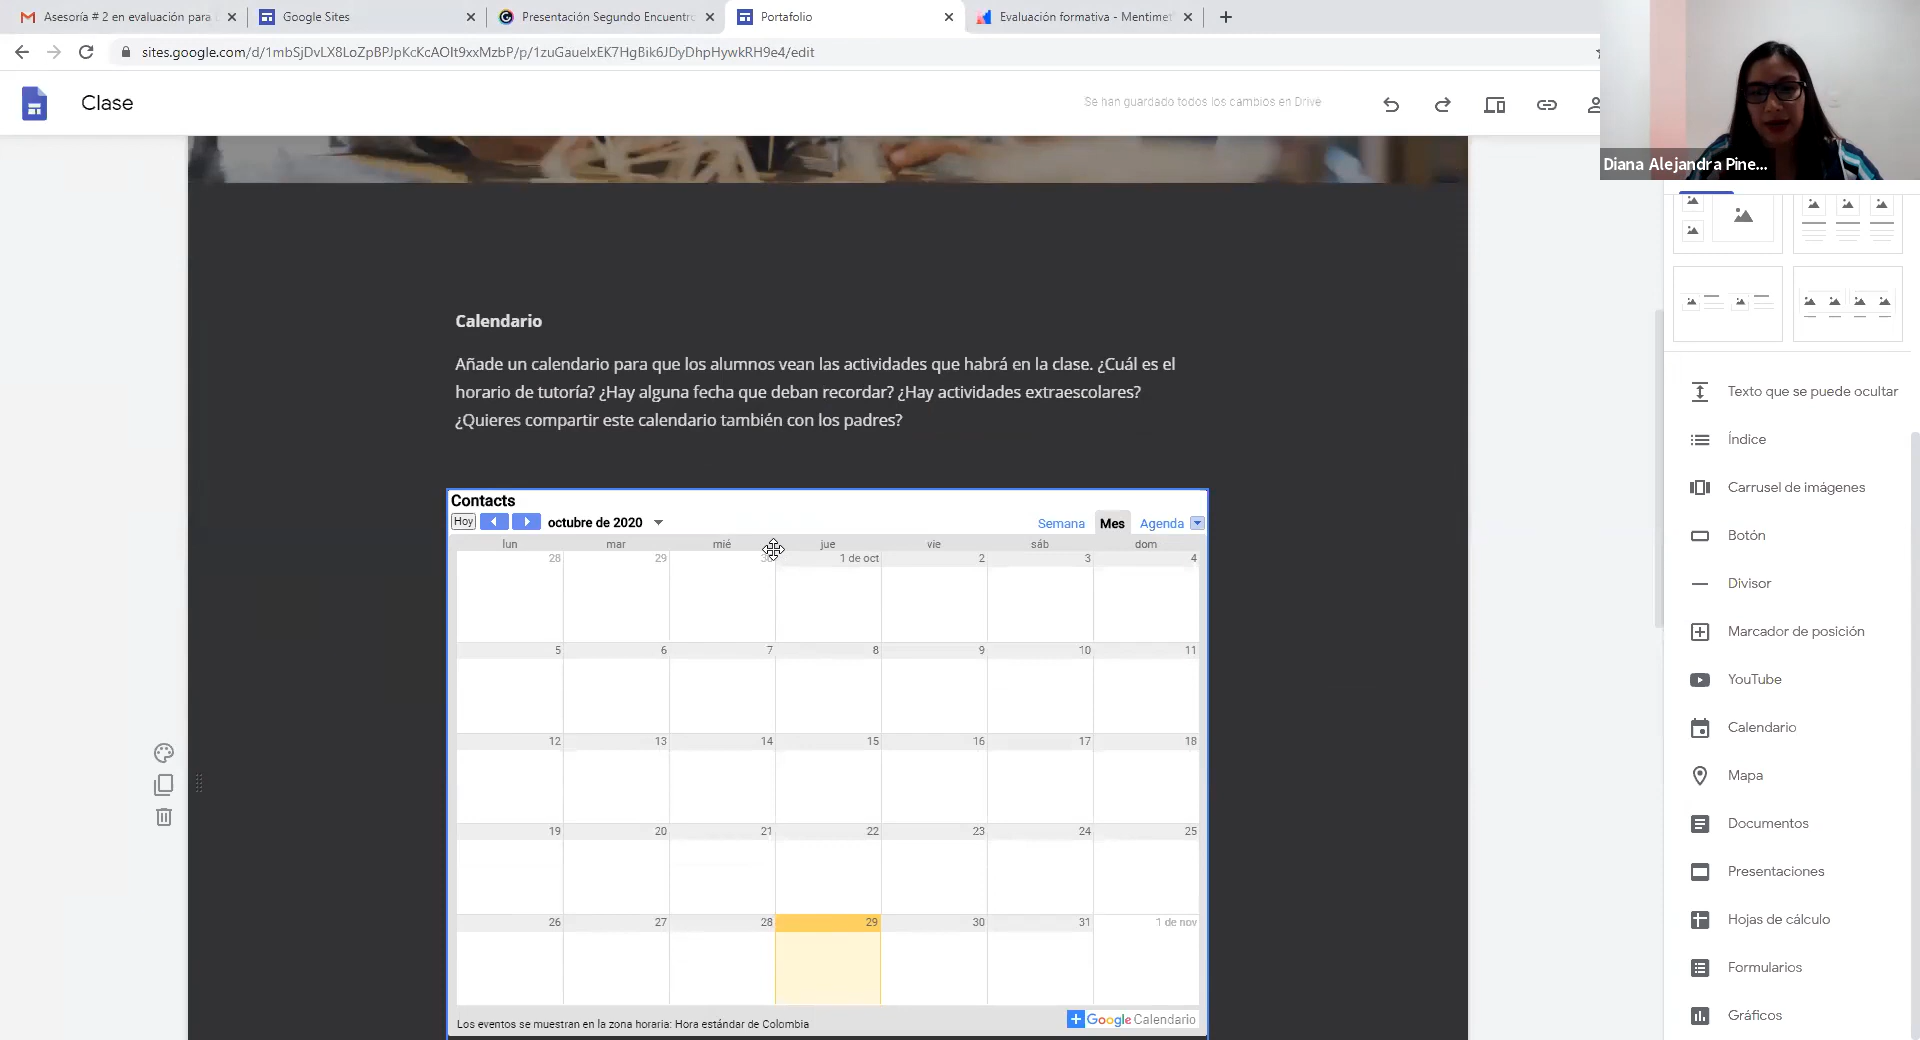 Asesoría # 2 en evaluación para
Google Sites
Presentación Segundo Encuentro
Portafolio
Evaluación formativa - Mentimet
sites.google.com/d/1mbSjDvLX8LoZpBPJpKcKcAOIt9xxMzbP/p/1zuGauelxEK7HgBik6JDyDhpHywkRH9e4/edit
Clase
Se han guardado todos los cambios en Drive
Diana Alejandra Pine...
Calendario
Añade un calendario para que los alumnos vean las actividades que habrá en la clase. ¿Cuál es el
horario de tutoría? ¿Hay alguna fecha que deban recordar? ¿Hay actividades extraescolares?
¿Quieres compartir este calendario también con los padres?
Contacts
Hoy octubre de 2020 Semana Mes Agenda
lun mar mié jue vie sáb dom
28 29 30 1 de oct 2 3 4
5 6 7 8 9 10 11
12 13 14 15 16 17 18
19 20 21 22 23 24 25
26 27 28 29 30 31 1 de nov
Los eventos se muestran en la zona horaria: Hora estándar de Colombia
Google Calendario
Texto que se puede ocultar
Índice
Carrusel de imágenes
Botón
Divisor
Marcador de posición
YouTube
Calendario
Mapa
Documentos
Presentaciones
Hojas de cálculo
Formularios
Gráficos